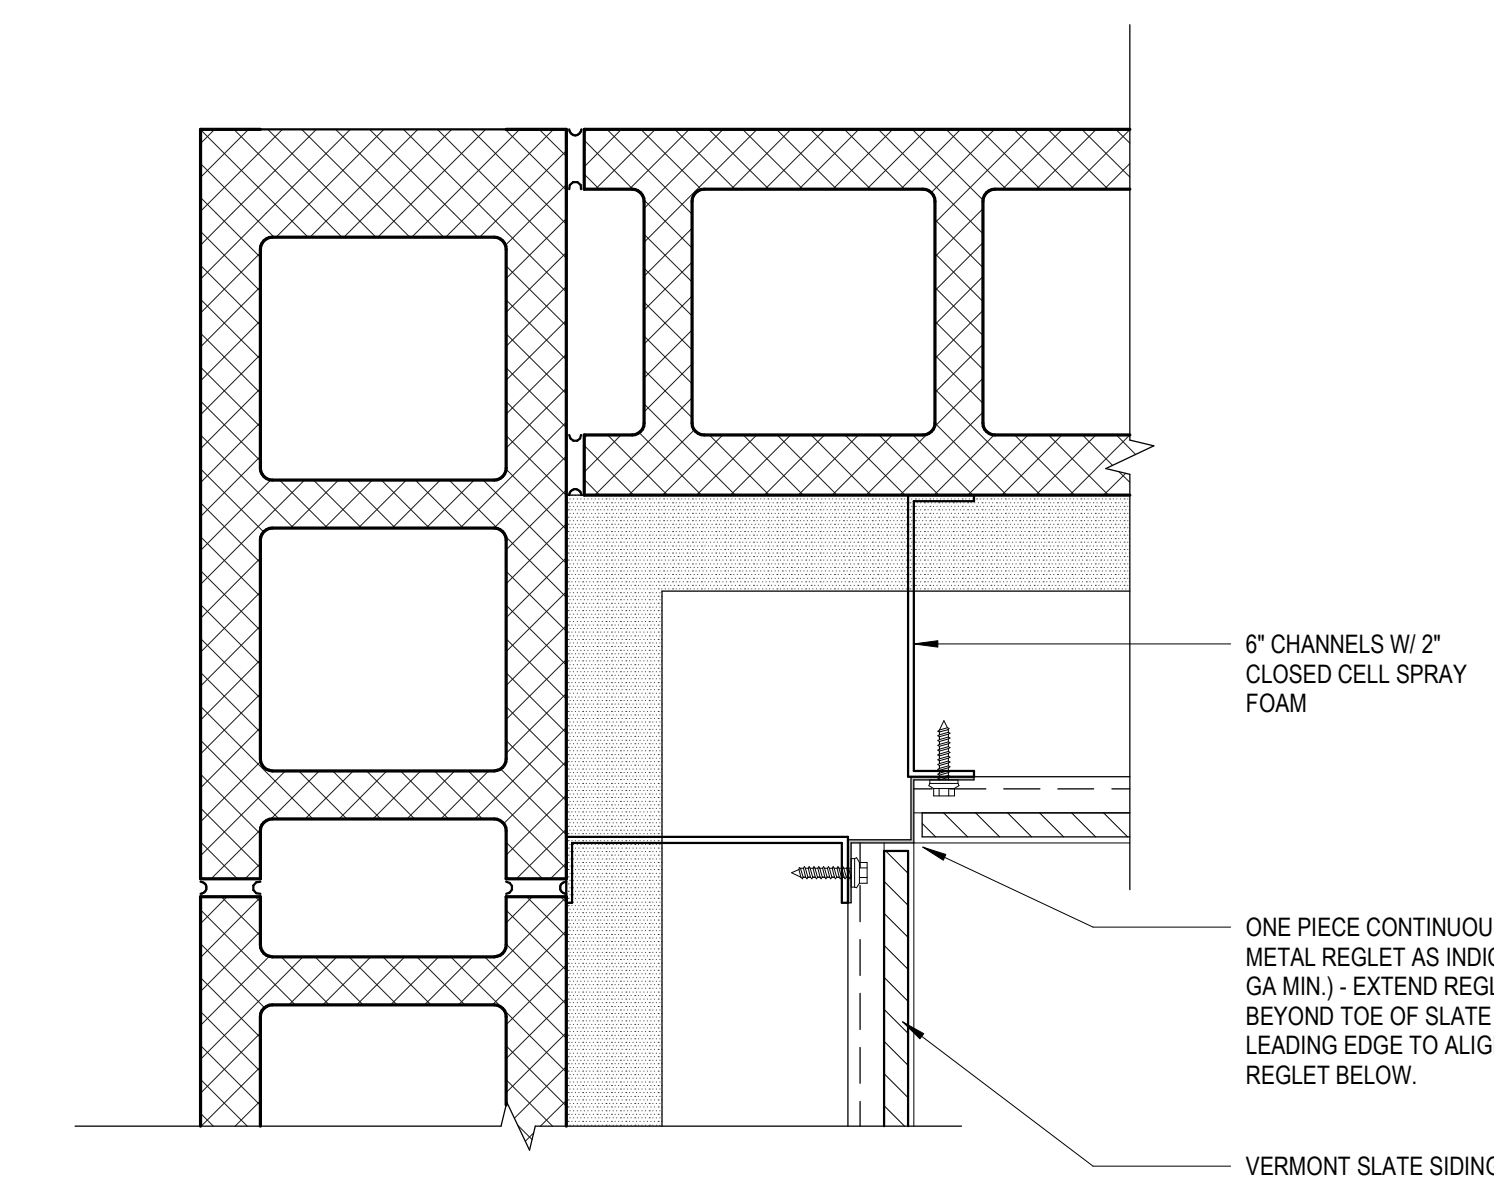 6" CHANNELS W/ 2"
CLOSED CELL SPRAY
FOAM
ONE PIECE CONTINUOU
METAL REGLET AS INDIC
GA MIN.) - EXTEND REGL
BEYOND TOE OF SLATE
LEADING EDGE TO ALIG
REGLET BELOW.
VERMONT SLATE SIDING